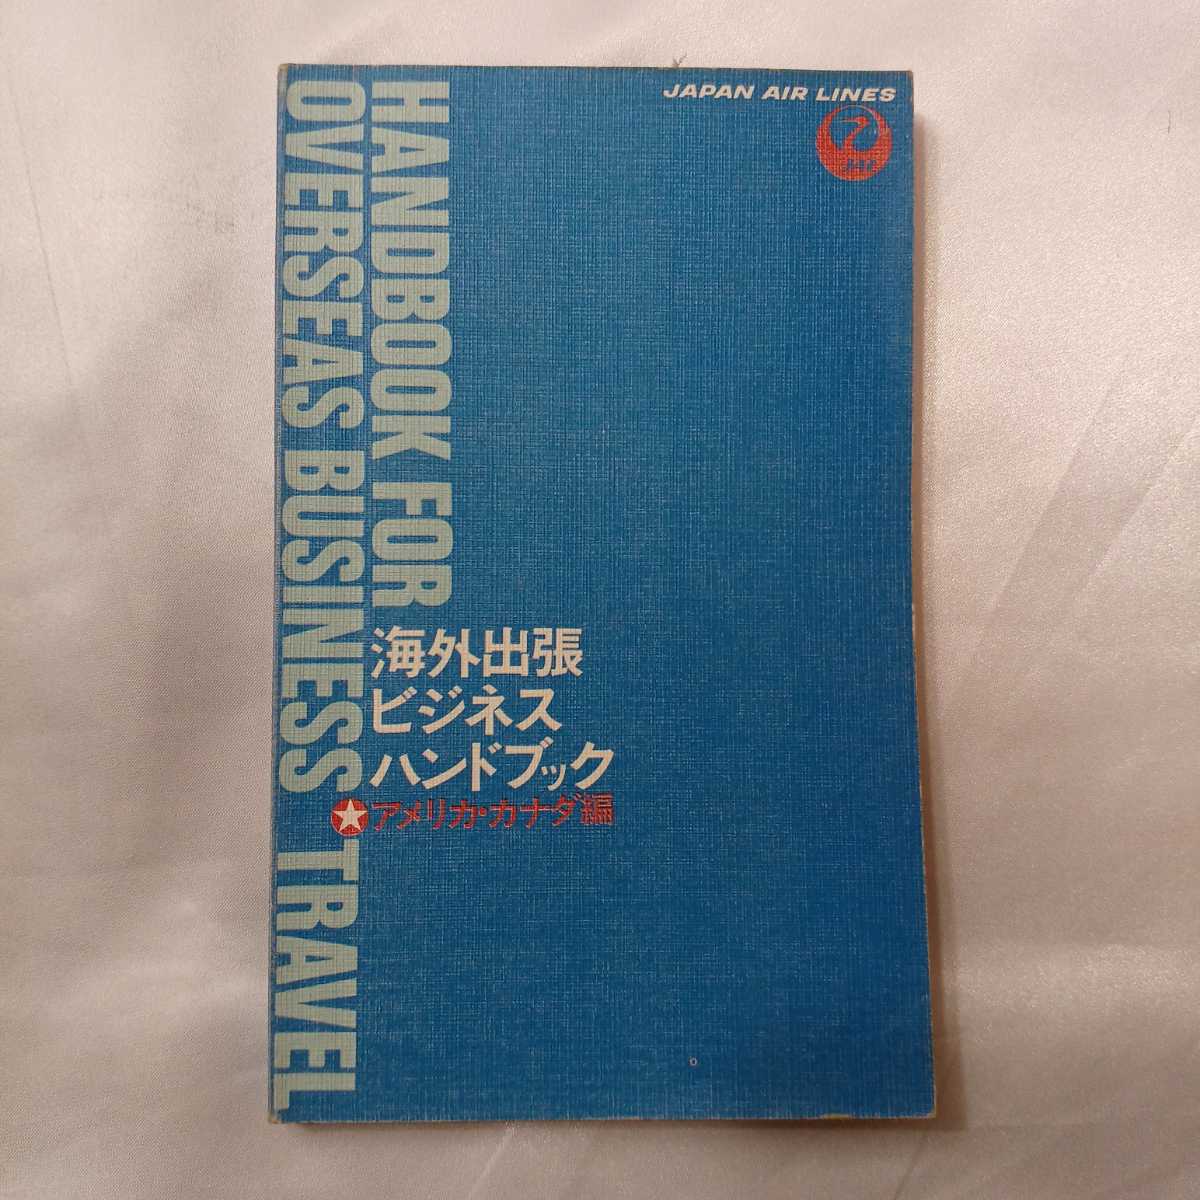 JAPAN AIR LINES
JAL
HANDBOOK FOR
OVERSEAS BUSINESS TRAVEL
海外出張
ビジネス
ハンドブック
アメリカ・カナダ編